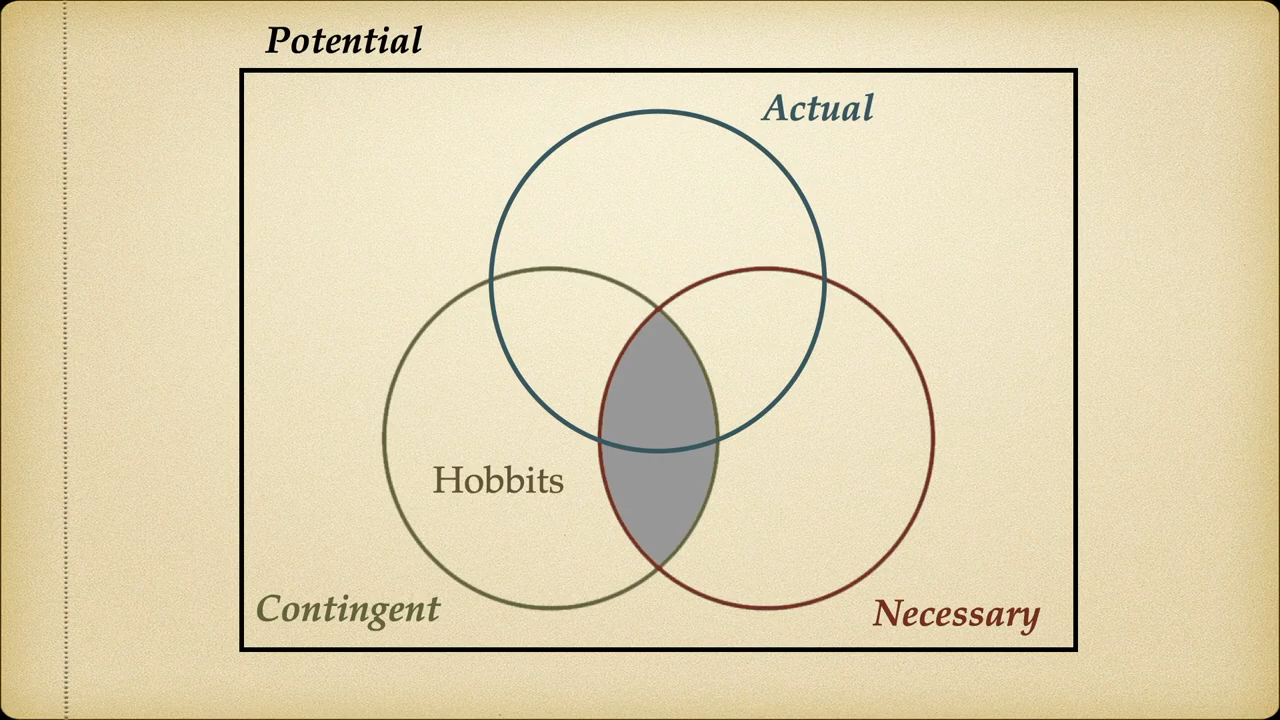 Potential
Actual
Hobbits
Contingent
Necessary